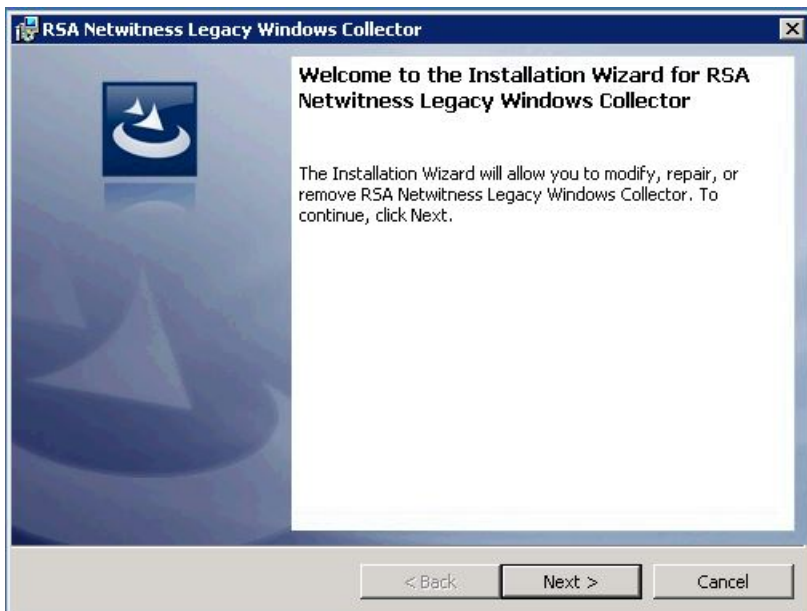 RSA Netwitness Legacy Windows Collector
Welcome to the Installation Wizard for RSA
Netwitness Legacy Windows Collector
The Installation Wizard will allow you to modify, repair, or
remove RSA Netwitness Legacy Windows Collector. To
continue, click Next.
< Back
Next >
Cancel